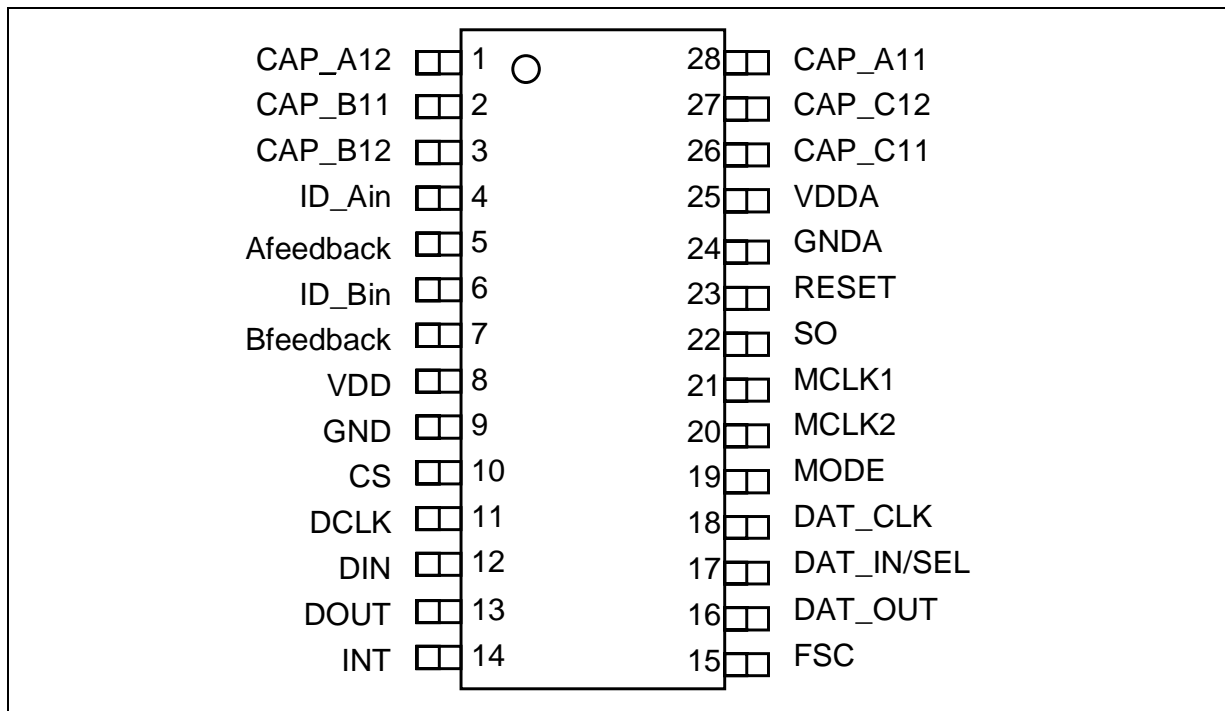 CAP_A12 1 28 CAP_A11
CAP_B11 2 27 CAP_C12
CAP_B12 3 26 CAP_C11
ID_Ain 4 25 VDDA
Afeedback 5 24 GNDA
ID_Bin 6 23 RESET
Bfeedback 7 22 SO
VDD 8 21 MCLK1
GND 9 20 MCLK2
CS 10 19 MODE
DCLK 11 18 DAT_CLK
DIN 12 17 DAT_IN/SEL
DOUT 13 16 DAT_OUT
INT 14 15 FSC